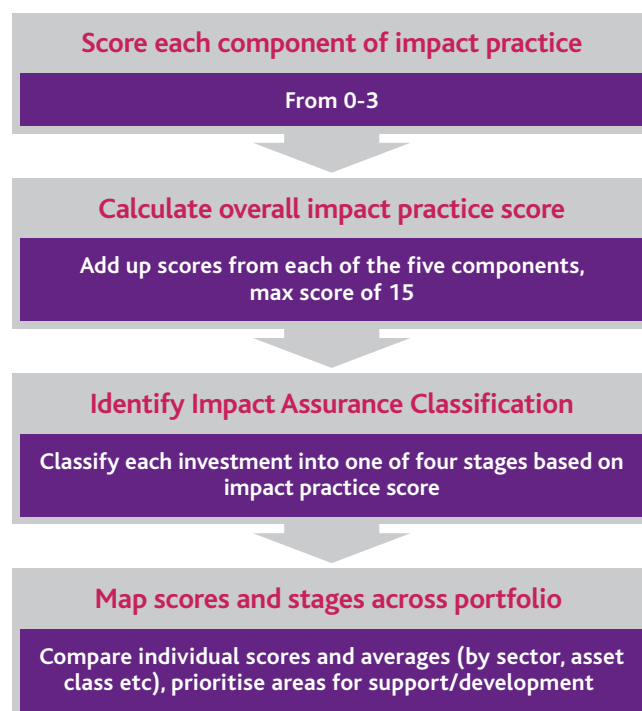 Score each component of impact practice
From 0-3
Calculate overall impact practice score
Add up scores from each of the five components,
max score of 15
Identify Impact Assurance Classification
Classify each investment into one of four stages based on
impact practice score
Map scores and stages across portfolio
Compare individual scores and averages (by sector, asset
class etc), prioritise areas for support/development